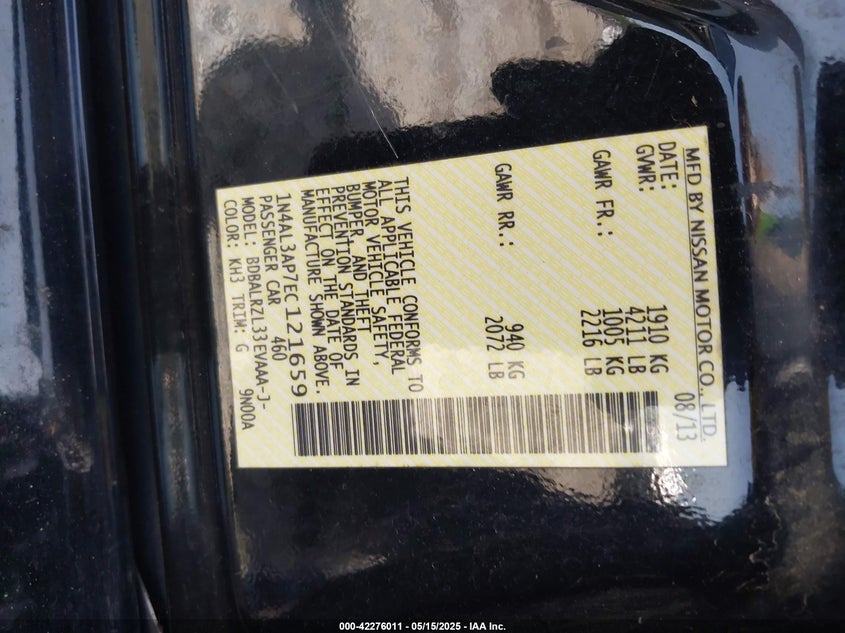 MFD BY NISSAN MOTOR CO., LTD.
DATE: 08/13
GVWR: 1910 KG
4211 LB
GAWR FR.: 1005 KG
2216 LB
GAWR RR.: 940 KG
2072 LB
THIS VEHICLE CONFORMS TO
ALL APPLICABLE FEDERAL
MOTOR VEHICLE SAFETY,
BUMPER, AND THEFT
PREVENTION STANDARDS IN
EFFECT ON THE DATE OF
MANUFACTURE SHOWN ABOVE.
1N4AL3AP7EC121659
PASSENGER CAR 460
MODEL: BDBALRZL33EVAAA-J-
COLOR: KH3 TRIM: G 9N00A
000-42276011 - 05/15/2025 - IAA Inc.